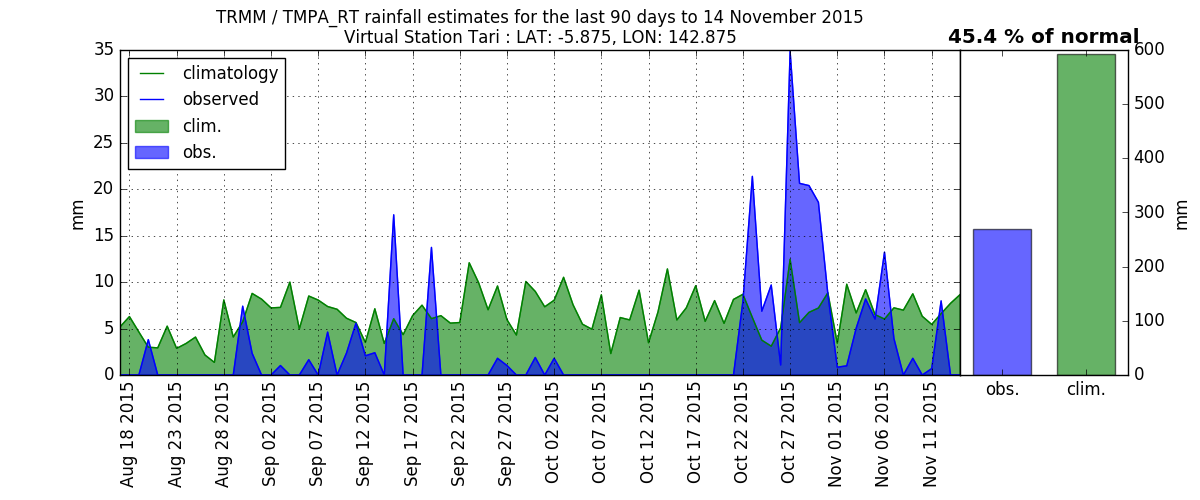 TRMM / TMPA_RT rainfall estimates for the last 90 days to 14 November 2015
Virtual Station Tari : LAT: -5.875, LON: 142.875
45.4 % of normal
climatology
observed
clim.
obs.
mm
35
30
25
20
15
10
5
0
Aug 18 2015
Aug 23 2015
Aug 28 2015
Sep 02 2015
Sep 07 2015
Sep 12 2015
Sep 17 2015
Sep 22 2015
Sep 27 2015
Oct 02 2015
Oct 07 2015
Oct 12 2015
Oct 17 2015
Oct 22 2015
Oct 27 2015
Nov 01 2015
Nov 06 2015
Nov 11 2015
obs.
clim.
600
500
400
300
200
100
0
mm